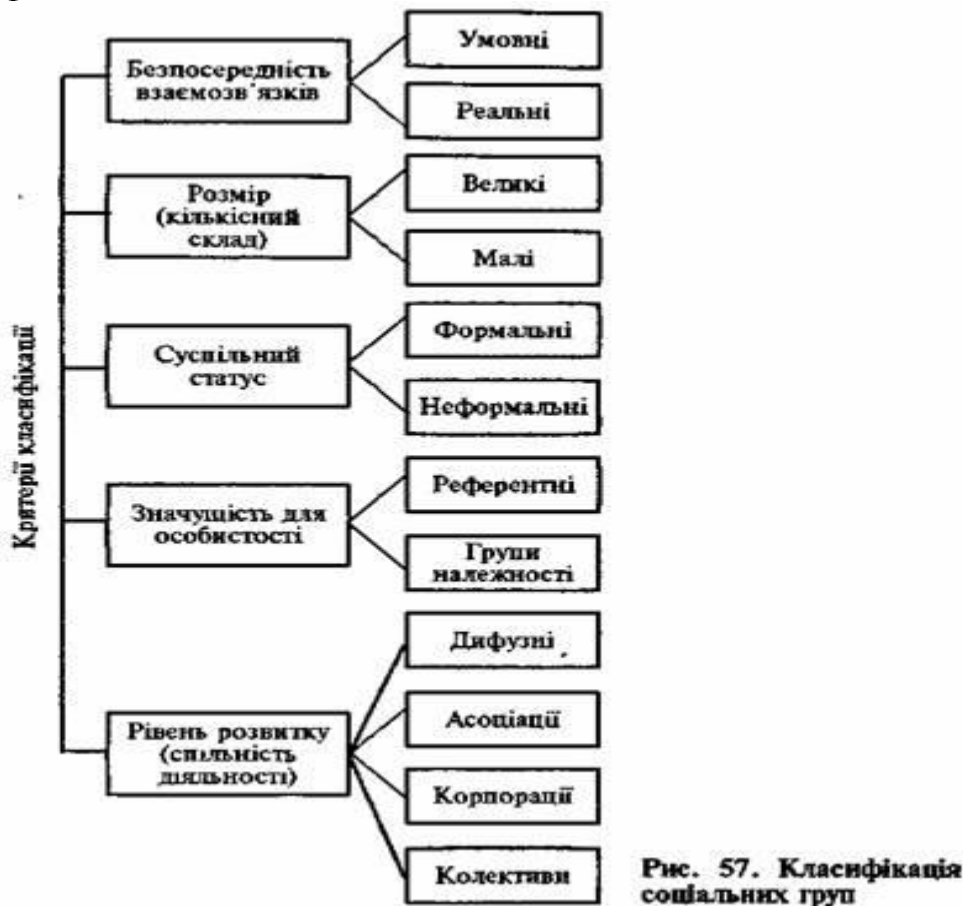 Критерії класифікації
Безпосередність
взаємозв'язків
Умовні
Реальні
Розмір
(кількісний
склад)
Великі
Малі
Суспільний
статус
Формальні
Неформальні
Значущість для
особистості
Референтні
Групи
належності
Рівень розвитку
(спільність
діяльності)
Дифузні
Асоціації
Корпорації
Колективи
Рис. 57. Класифікація
соціальних груп